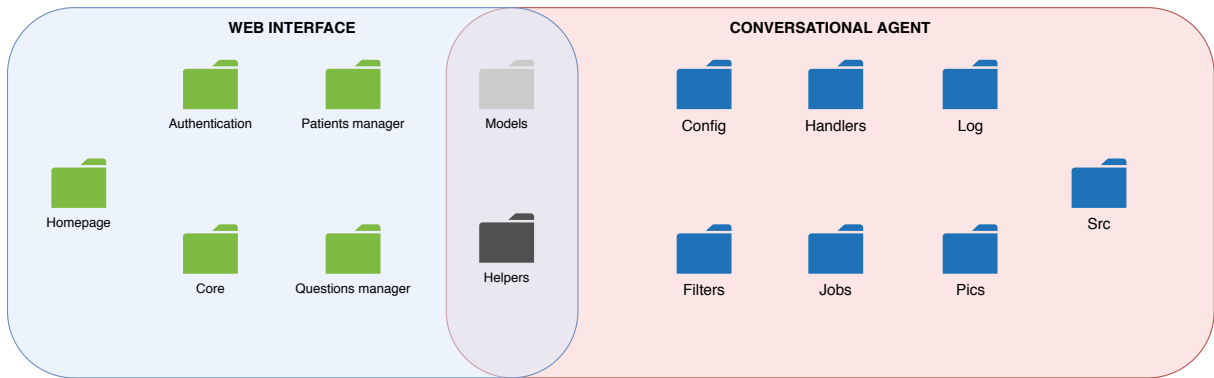 WEB INTERFACE
CONVERSATIONAL AGENT
Authentication
Patients manager
Models
Config
Handlers
Log
Homepage
Src
Core
Questions manager
Helpers
Filters
Jobs
Pics